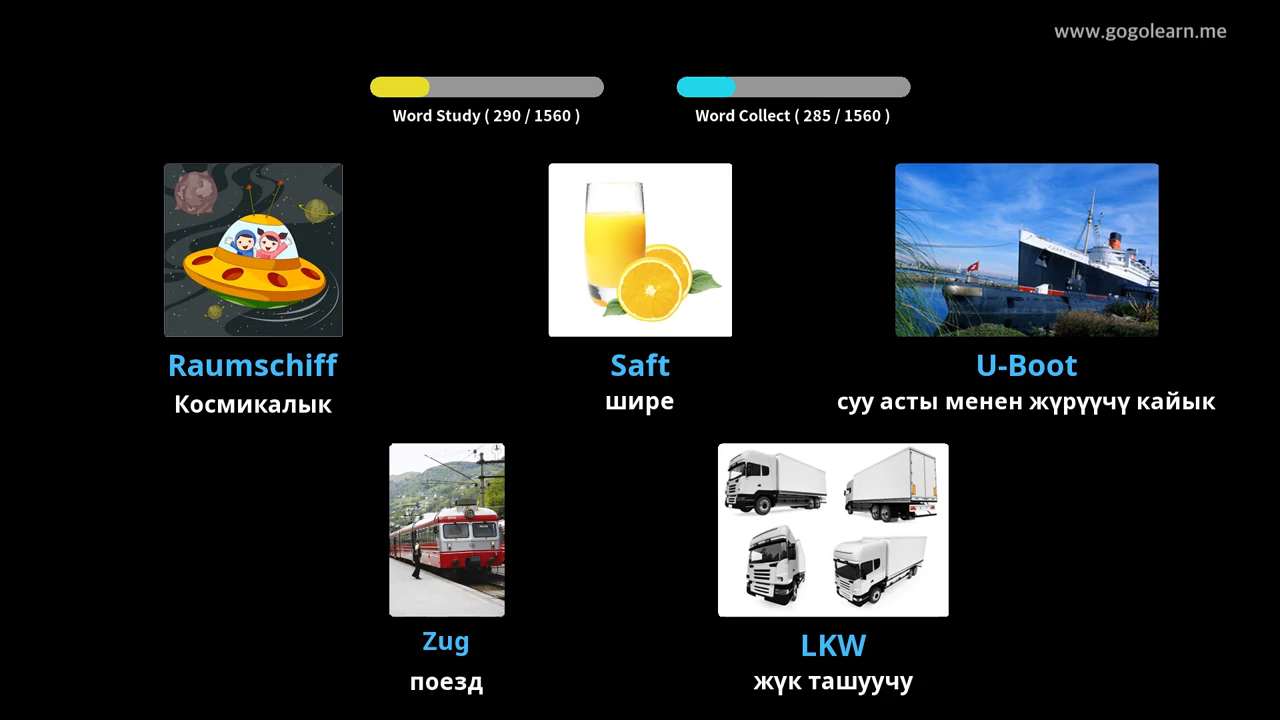 www.gogolearn.me
Word Study ( 290 / 1560 )
Word Collect ( 285 / 1560 )
Raumschiff
Космикалык
Saft
шире
U-Boot
суу асты менен жүрүүчү кайык
Zug
поезд
LKW
жүк ташуучу